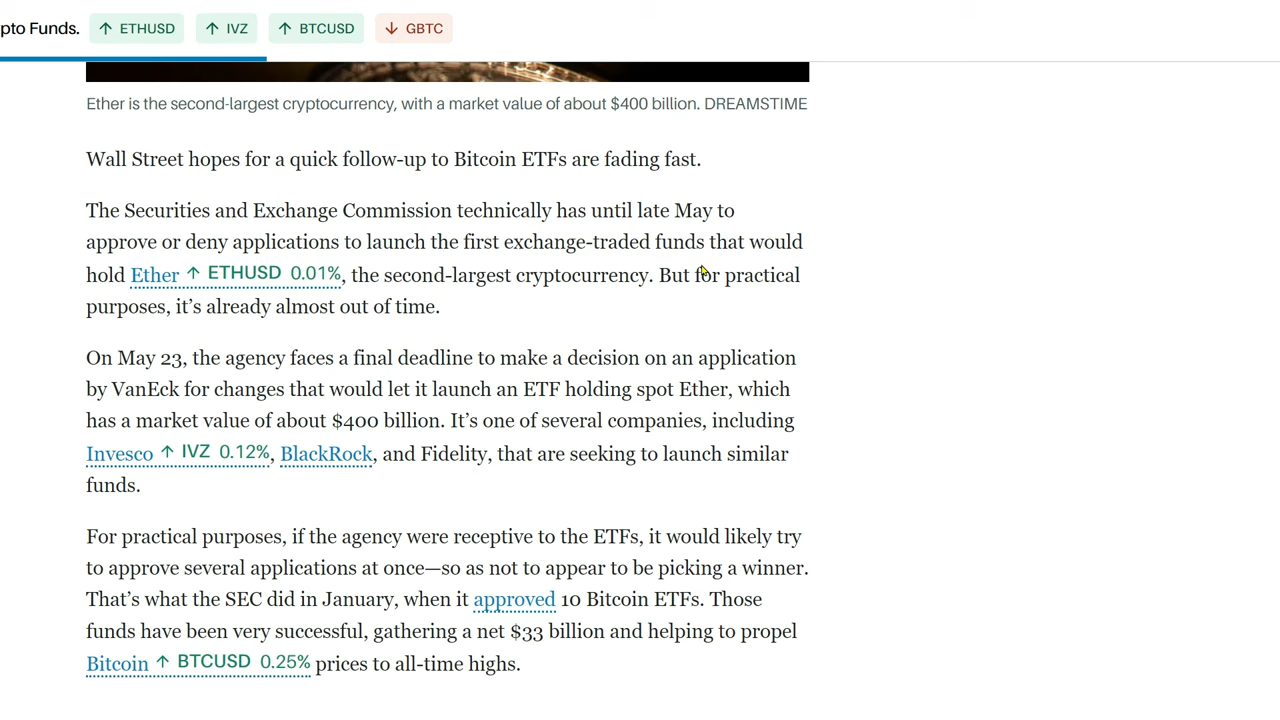 pto Funds. ↑ ETHUSD ↑ IVZ ↑ BTCUSD ↓ GBTC
Ether is the second-largest cryptocurrency, with a market value of about $400 billion. DREAMSTIME
Wall Street hopes for a quick follow-up to Bitcoin ETFs are fading fast.
The Securities and Exchange Commission technically has until late May to
approve or deny applications to launch the first exchange-traded funds that would
hold Ether ↑ ETHUSD 0.01%, the second-largest cryptocurrency. But for practical
purposes, it’s already almost out of time.
On May 23, the agency faces a final deadline to make a decision on an application
by VanEck for changes that would let it launch an ETF holding spot Ether, which
has a market value of about $400 billion. It’s one of several companies, including
Invesco ↑ IVZ 0.12%, BlackRock, and Fidelity, that are seeking to launch similar
funds.
For practical purposes, if the agency were receptive to the ETFs, it would likely try
to approve several applications at once—so as not to appear to be picking a winner.
That’s what the SEC did in January, when it approved 10 Bitcoin ETFs. Those
funds have been very successful, gathering a net $33 billion and helping to propel
Bitcoin ↑ BTCUSD 0.25% prices to all-time highs.